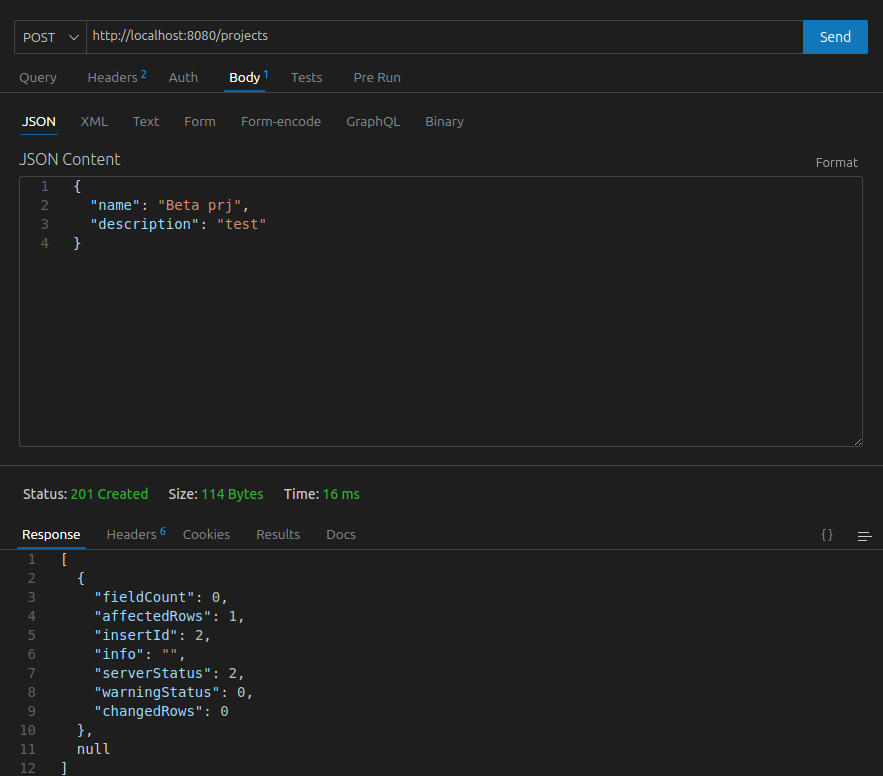 POST http://localhost:8080/projects Send
Query Headers 2 Auth Body 1 Tests Pre Run
JSON XML Text Form Form-encode GraphQL Binary
JSON Content Format
1 {
2 "name": "Beta prj",
3 "description": "test"
4 }
Status: 201 Created Size: 114 Bytes Time: 16 ms
Response Headers 6 Cookies Results Docs {}
1 [
2 {
3 "fieldCount": 0,
4 "affectedRows": 1,
5 "insertId": 2,
6 "info": "",
7 "serverStatus": 2,
8 "warningStatus": 0,
9 "changedRows": 0
10 },
11 null
12 ]